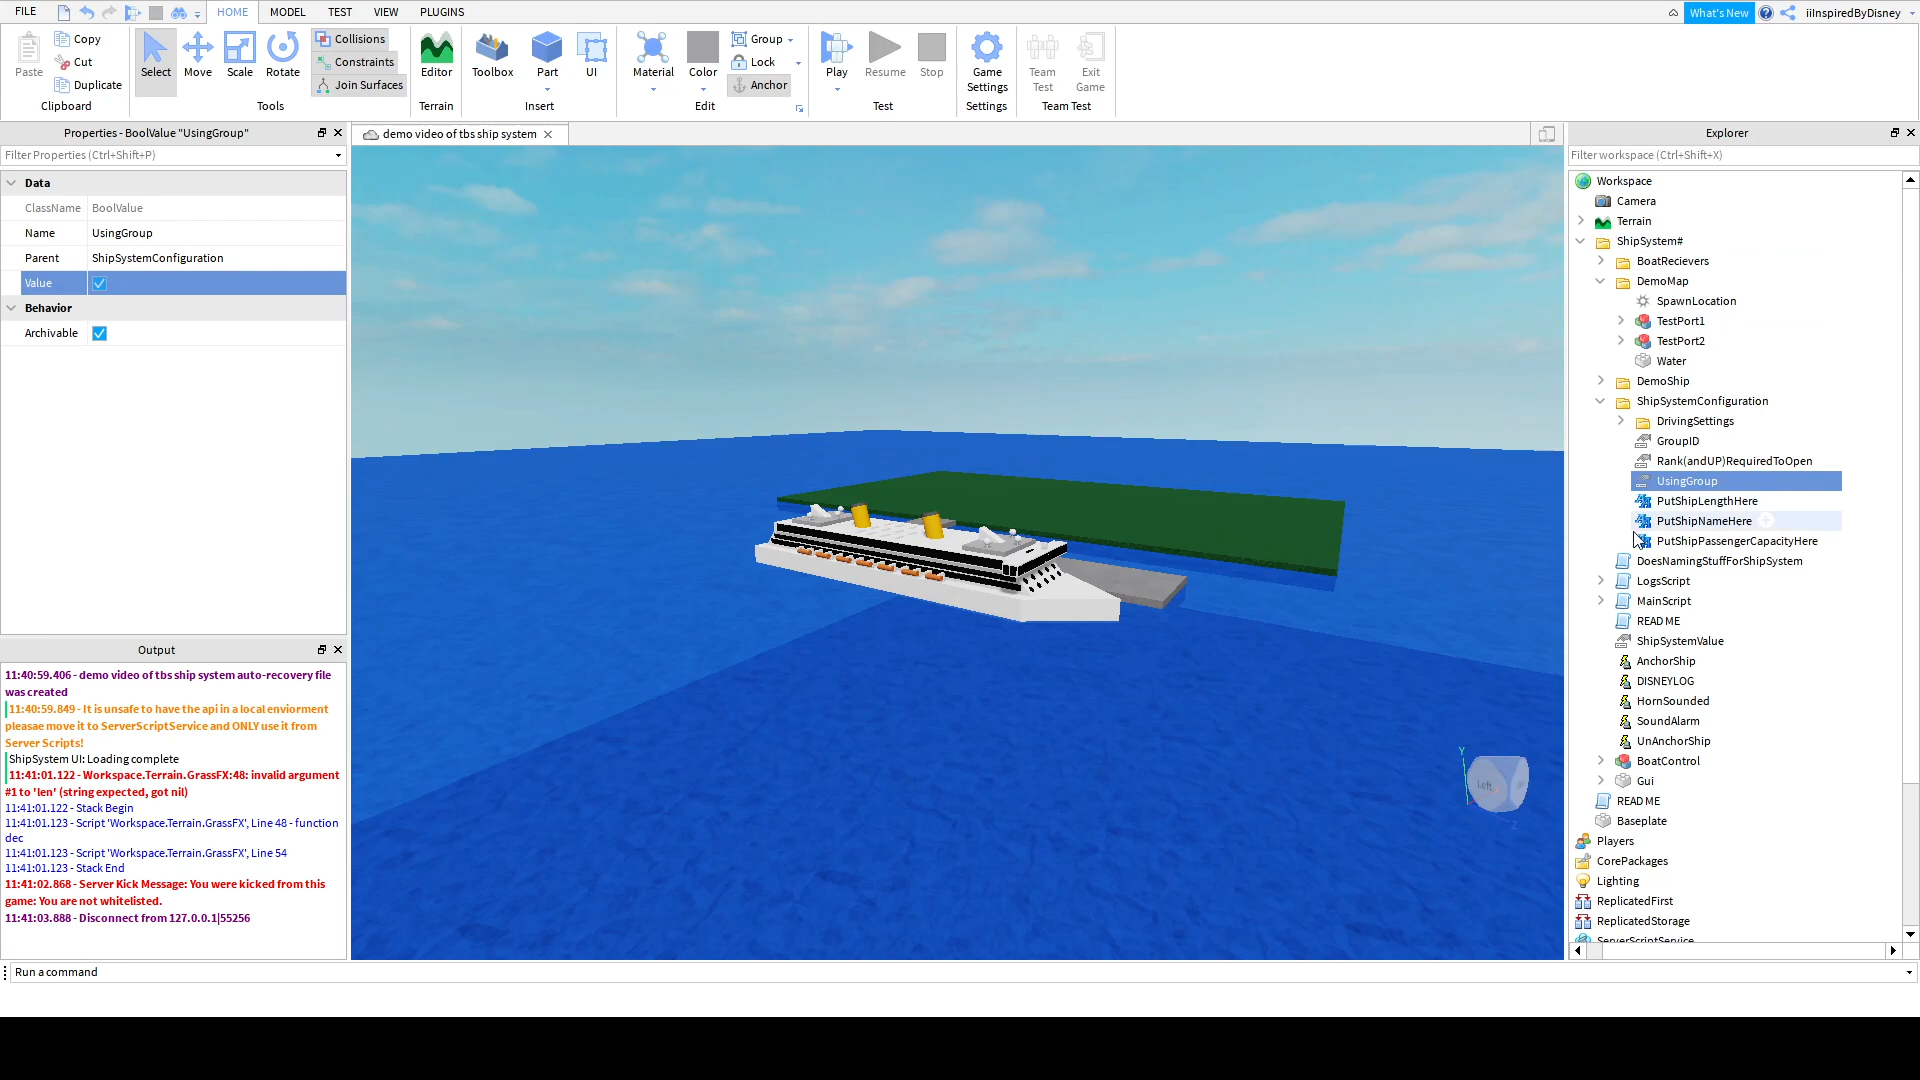 FILE
HOME
MODEL
TEST
VIEW
PLUGINS
What's New
iiInspiredByDisney
Paste
Copy
Cut
Duplicate
Clipboard
Select
Move
Scale
Rotate
Collisions
Constraints
Join Surfaces
Tools
Editor
Terrain
Toolbox
Part
UI
Insert
Material
Color
Group
Lock
Anchor
Edit
Play
Resume
Stop
Test
Game
Settings
Settings
Team
Test
Exit
Game
Team Test
Properties - BoolValue "UsingGroup"
Filter Properties (Ctrl+Shift+P)
Data
ClassName BoolValue
Name UsingGroup
Parent ShipSystemConfiguration
Value
Behavior
Archivable
Output
11:40:59.406 - demo video of tbs ship system auto-recovery file
was created
11:40:59.849 - It is unsafe to have the api in a local enviorment
pleasae move it to ServerScriptService and ONLY use it from
Server Scripts!
ShipSystem UI: Loading complete
11:41:01.122 - Workspace.Terrain.GrassFX:48: invalid argument
#1 to 'len' (string expected, got nil)
11:41:01.122 - Stack Begin
11:41:01.123 - Script 'Workspace.Terrain.GrassFX', Line 48 - function
dec
11:41:01.123 - Script 'Workspace.Terrain.GrassFX', Line 54
11:41:01.123 - Stack End
11:41:02.868 - Server Kick Message: You were kicked from this
game: You are not whitelisted.
11:41:03.888 - Disconnect from 127.0.0.1|55256
Run a command
demo video of tbs ship system
Y
Left
Z
Explorer
Filter workspace (Ctrl+Shift+X)
Workspace
Camera
Terrain
ShipSystem#
BoatRecievers
DemoMap
SpawnLocation
TestPort1
TestPort2
Water
DemoShip
ShipSystemConfiguration
DrivingSettings
GroupID
Rank(andUP)RequiredToOpen
UsingGroup
PutShipLengthHere
PutShipNameHere
PutShipPassengerCapacityHere
DoesNamingStuffForShipSystem
LogsScript
MainScript
READ ME
ShipSystemValue
AnchorShip
DISNEYLOG
HornSounded
SoundAlarm
UnAnchorShip
BoatControl
Gui
READ ME
Baseplate
Players
CorePackages
Lighting
ReplicatedFirst
ReplicatedStorage
ServerScriptService